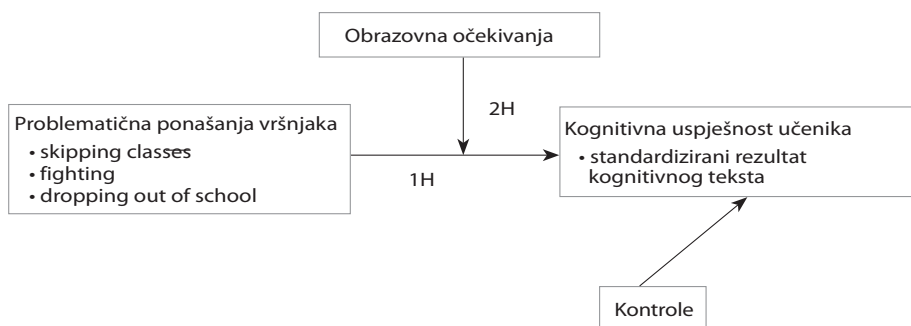 Obrazovna očekivanja
2H
Problematična ponašanja vršnjaka
• skipping classes
• fighting
• dropping out of school
1H
Kognitivna uspješnost učenika
• standardizirani rezultat
kognitivnog teksta
Kontrole